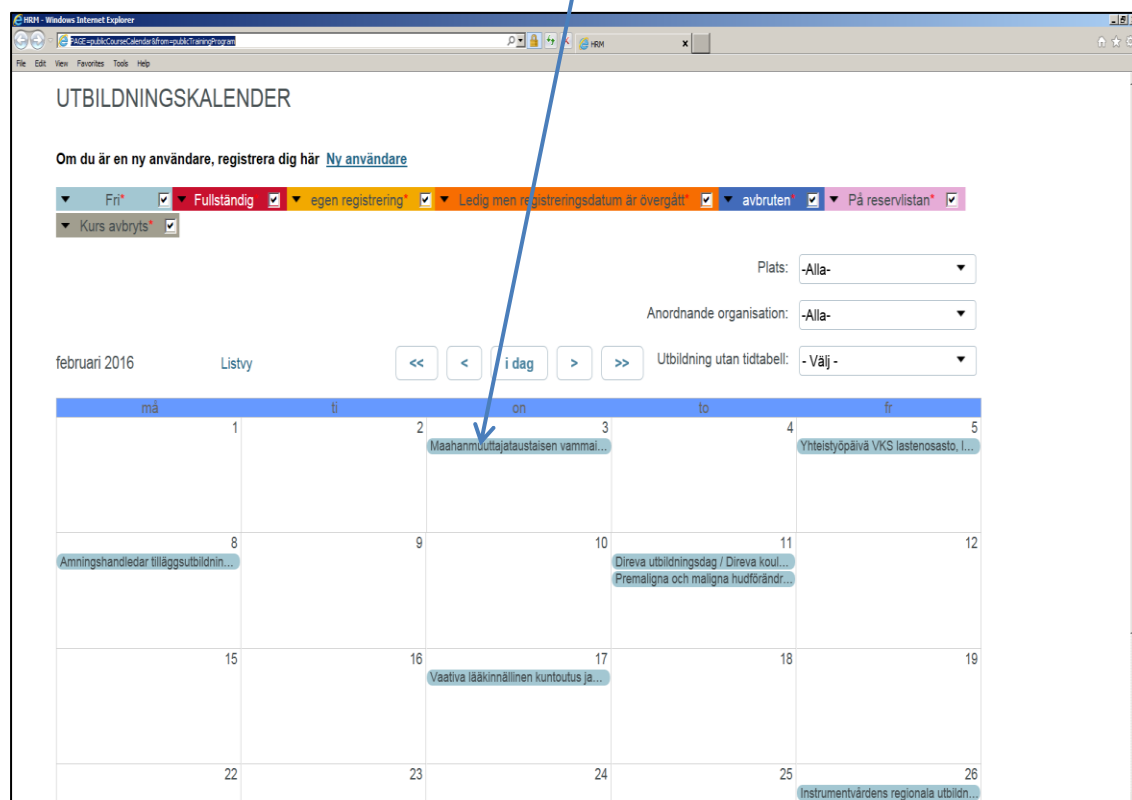 HRM - Windows Internet Explorer
PAGE=publicCourseCalendar&from=publicTrainingProgram
HRM
x
File Edit View Favorites Tools Help
UTBILDNINGSKALENDER
Om du är en ny användare, registrera dig här Ny användare
Fri* Fullständig egen registrering* Ledig men registreringsdatum är övergått* avbruten* På reservlistan*
Kurs avbryts*
Plats: -Alla-
Anordnande organisation: -Alla-
februari 2016 Listvy << < i dag > >> Utbildning utan tidtabell: - Välj -
må ti on to fr
1 2 3 4 5
Maahanmuuttajataustaisen vammai... Yhteistyöpäivä VKS lastenosasto, l...
8 9 10 11 12
Amningshandledar tilläggsutbildnin... Direva utbildningsdag / Direva koul...
Premaligna och maligna hudförändr...
15 16 17 18 19
Vaativa lääkinnällinen kuntoutus ja...
22 23 24 25 26
Instrumentvårdens regionala utbildn...